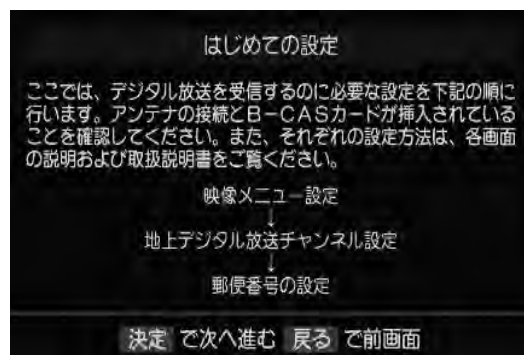 はじめての設定
ここでは、デジタル放送を受信するのに必要な設定を下記の順に
行います。アンテナの接続とB－CASカードが挿入されている
ことを確認してください。また、それぞれの設定方法は、各画面
の説明および取扱説明書をご覧ください。
映像メニュー設定
↓
地上デジタル放送チャンネル設定
↓
郵便番号の設定
決定 で次へ進む 戻る で前画面